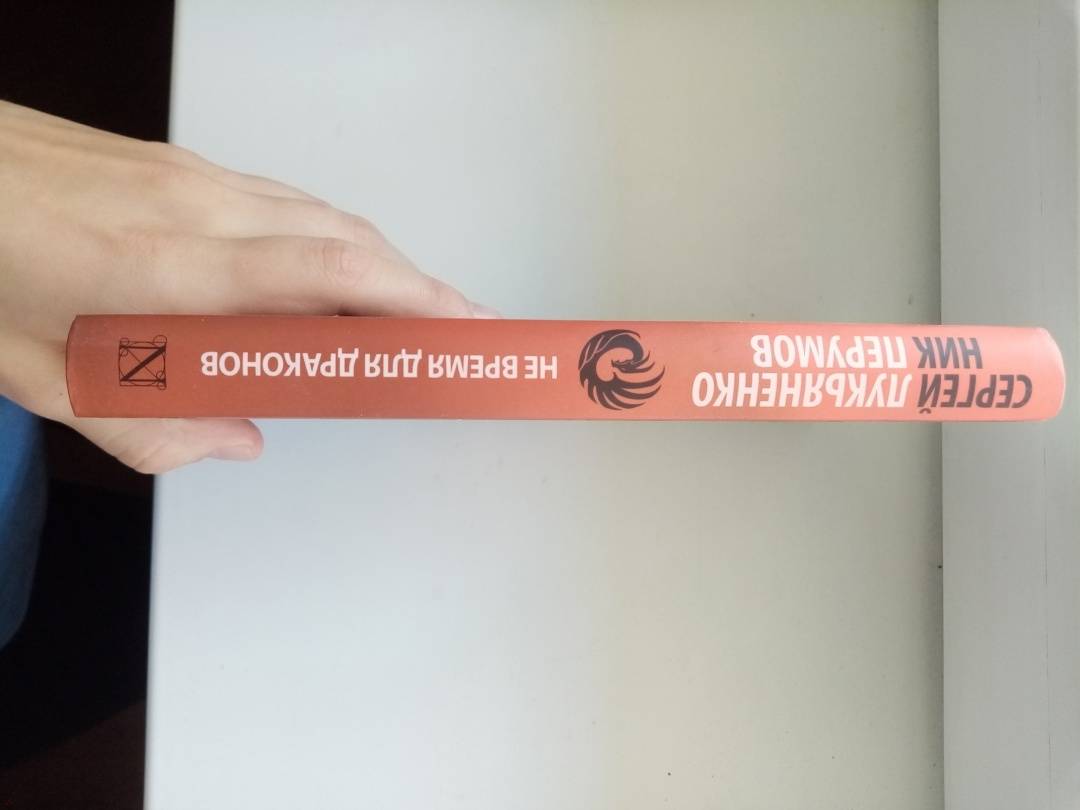 СЕРГЕЙ ЛУКЬЯНЕНКО
НИК ПЕРУМОВ
НЕ ВРЕМЯ ДЛЯ ДРАКОНОВ